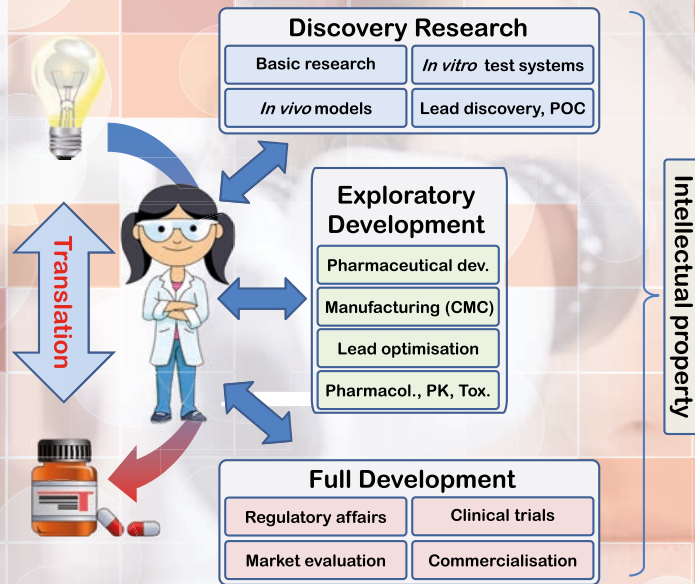 Discovery Research
Basic research
In vitro test systems
In vivo models
Lead discovery, POC
Translation
Exploratory
Development
Pharmaceutical dev.
Manufacturing (CMC)
Lead optimisation
Pharmacol., PK, Tox.
Intellectual property
Full Development
Regulatory affairs
Clinical trials
Market evaluation
Commercialisation